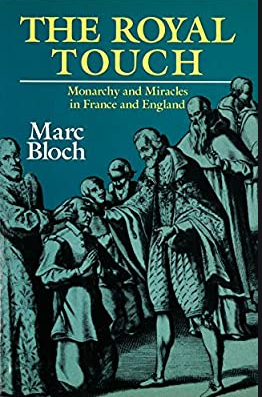 THE ROYAL
TOUCH
Monarchy and Miracles
in France and England
Marc
Bloch